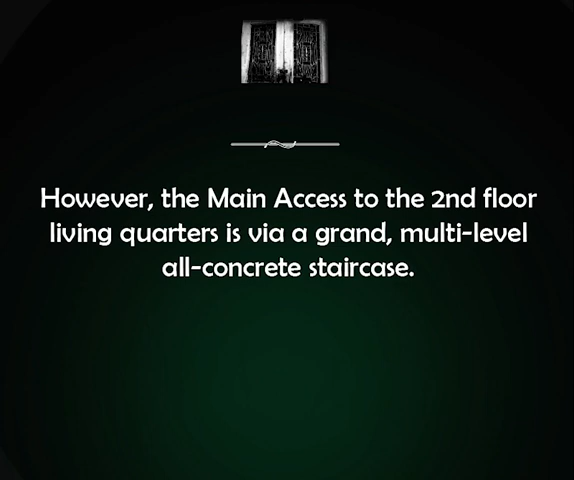 However, the Main Access to the 2nd floor
living quarters is via a grand, multi-level
all-concrete staircase.